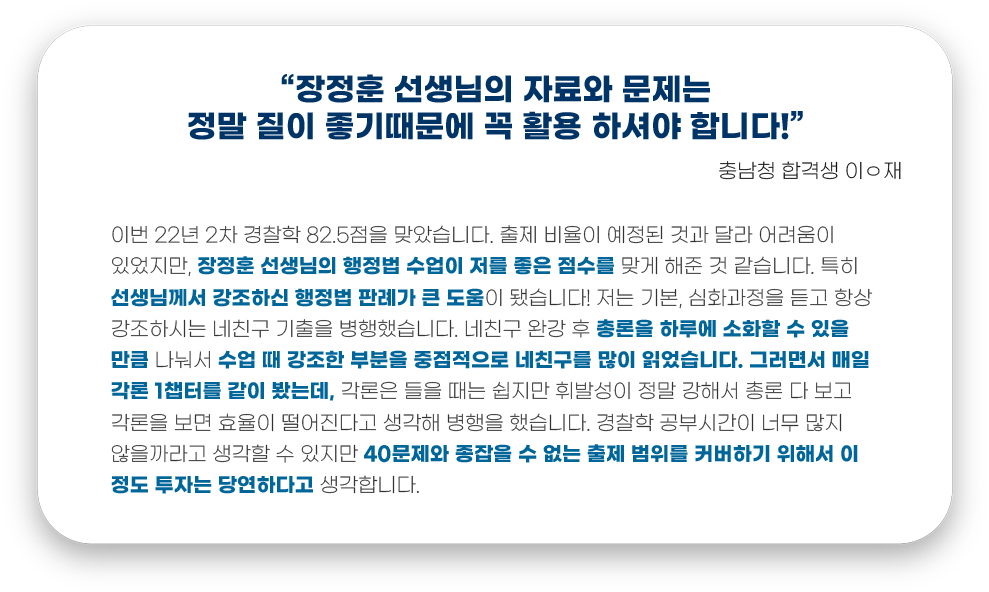 “장정훈 선생님의 자료와 문제는
정말 질이 좋기때문에 꼭 활용 하셔야 합니다!”
충남청 합격생 이ㅇ재
이번 22년 2차 경찰학 82.5점을 맞았습니다. 출제 비율이 예정된 것과 달라 어려움이
있었지만, 장정훈 선생님의 행정법 수업이 저를 좋은 점수를 맞게 해준 것 같습니다. 특히
선생님께서 강조하신 행정법 판례가 큰 도움이 됐습니다! 저는 기본, 심화과정을 듣고 항상
강조하시는 네친구 기출을 병행했습니다. 네친구 완강 후 총론을 하루에 소화할 수 있을
만큼 나눠서 수업 때 강조한 부분을 중점적으로 네친구를 많이 읽었습니다. 그러면서 매일
각론 1챕터를 같이 봤는데, 각론은 들을 때는 쉽지만 휘발성이 정말 강해서 총론 다 보고
각론을 보면 효율이 떨어진다고 생각해 병행을 했습니다. 경찰학 공부시간이 너무 많지
않을까라고 생각할 수 있지만 40문제와 종잡을 수 없는 출제 범위를 커버하기 위해서 이
정도 투자는 당연하다고 생각합니다.